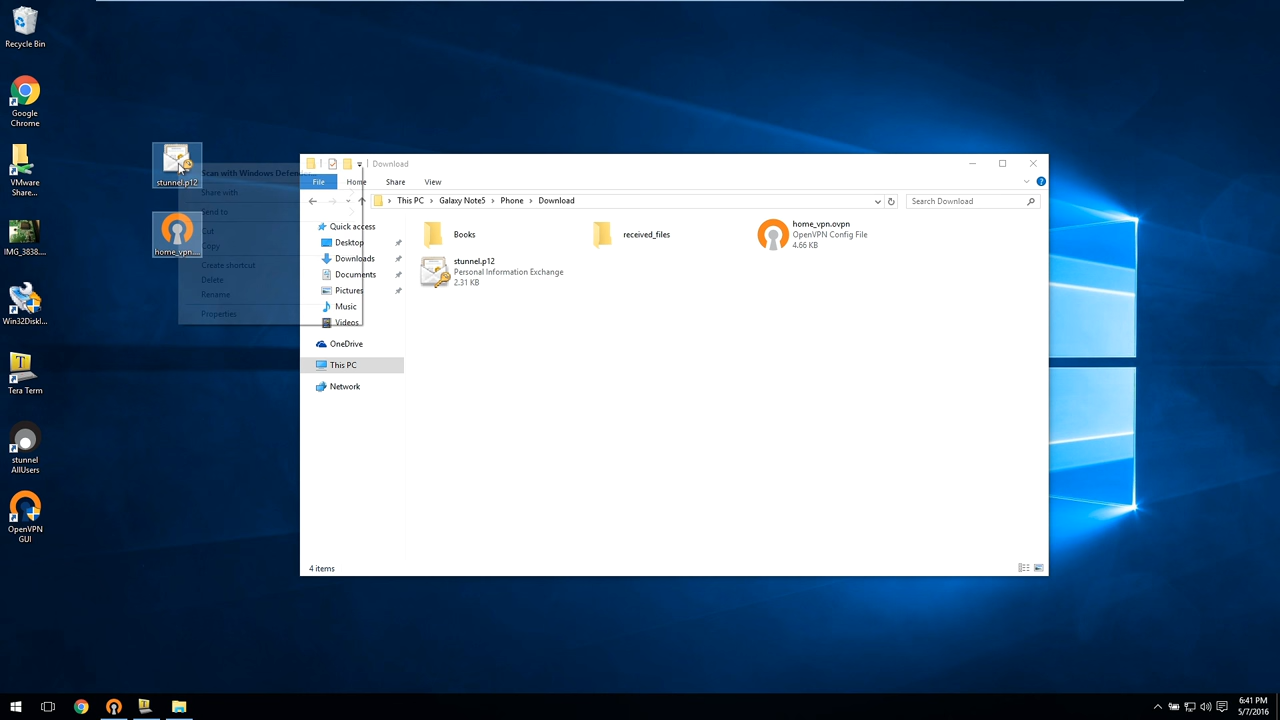 Recycle Bin
Google
Chrome
VMware
Share...
IMG_3838....
Win32DiskI...
Tera Term
stunnel
AllUsers
OpenVPN
GUI
stunnel.p12
home_vpn....
Scan with Windows Defender...
Share with
Send to
Cut
Copy
Create shortcut
Delete
Rename
Properties
Download
File
Home
Share
View
This PC
Galaxy Note5
Phone
Download
Search Download
Quick access
Desktop
Downloads
Documents
Pictures
Music
Videos
OneDrive
This PC
Network
Books
received_files
home_vpn.ovpn
OpenVPN Config File
4.66 KB
stunnel.p12
Personal Information Exchange
2.31 KB
4 items
6:41 PM
5/7/2016